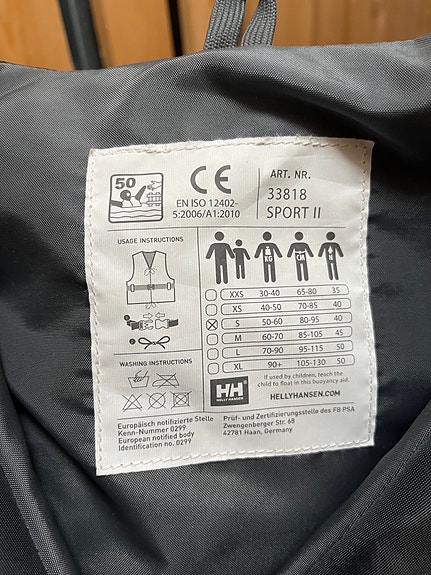 50
CE
EN ISO 12402-
5:2006/A1:2010
ART. NR.
33818
SPORT II
USAGE INSTRUCTIONS
KG CM N
XXS 30-40 65-80 35
XS 40-50 70-85 40
S 50-60 80-95 40
M 60-70 85-105 45
L 70-90 95-115 50
XL 90+ 105-130 50
WASHING INSTRUCTIONS
If used by children, teach the
child to float in this buoyancy aid.
HH
HELLY HANSEN
HELLYHANSEN.COM
Europäisch notifizierte Stelle
Kenn-Nummer 0299
European notified body
Identification no. 0299
Prüf- und Zertifizierungsstelle des FB PSA
Zwengenberger Str. 68
42781 Haan, Germany